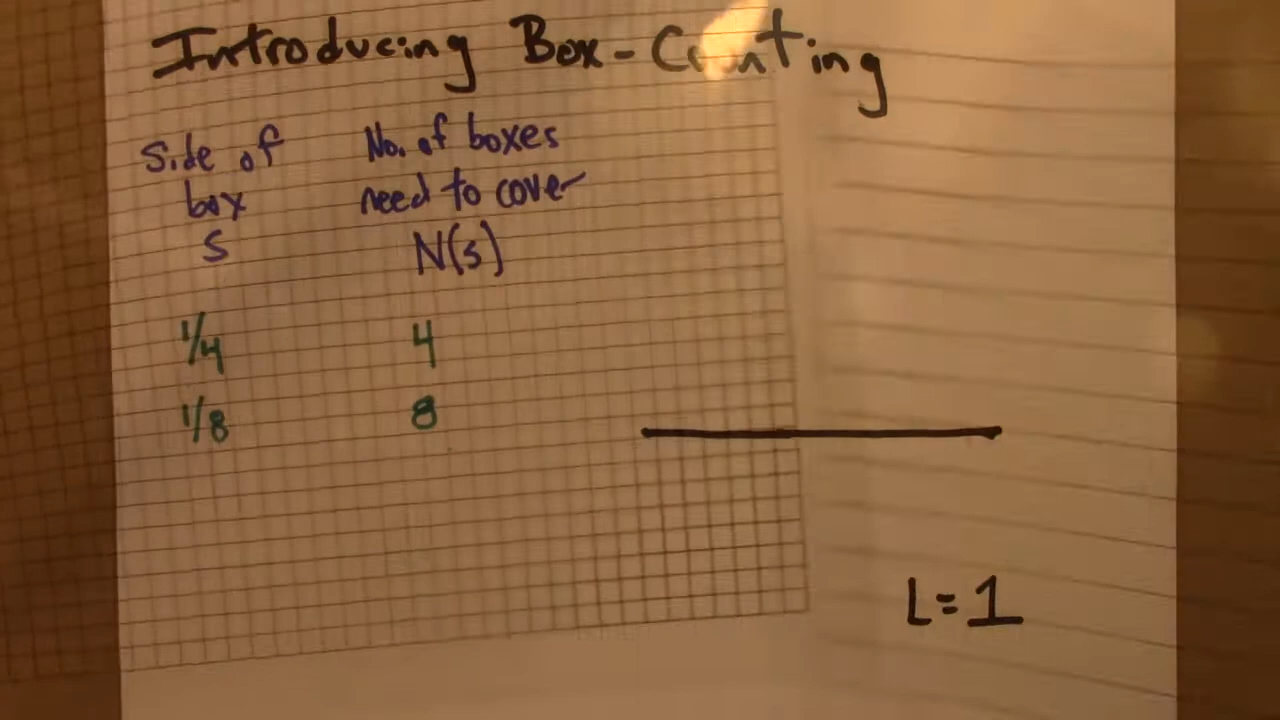 Introducing Box-Counting
Side of No. of boxes
box need to cover
S N(s)
1/4 4
1/8 8
L = 1